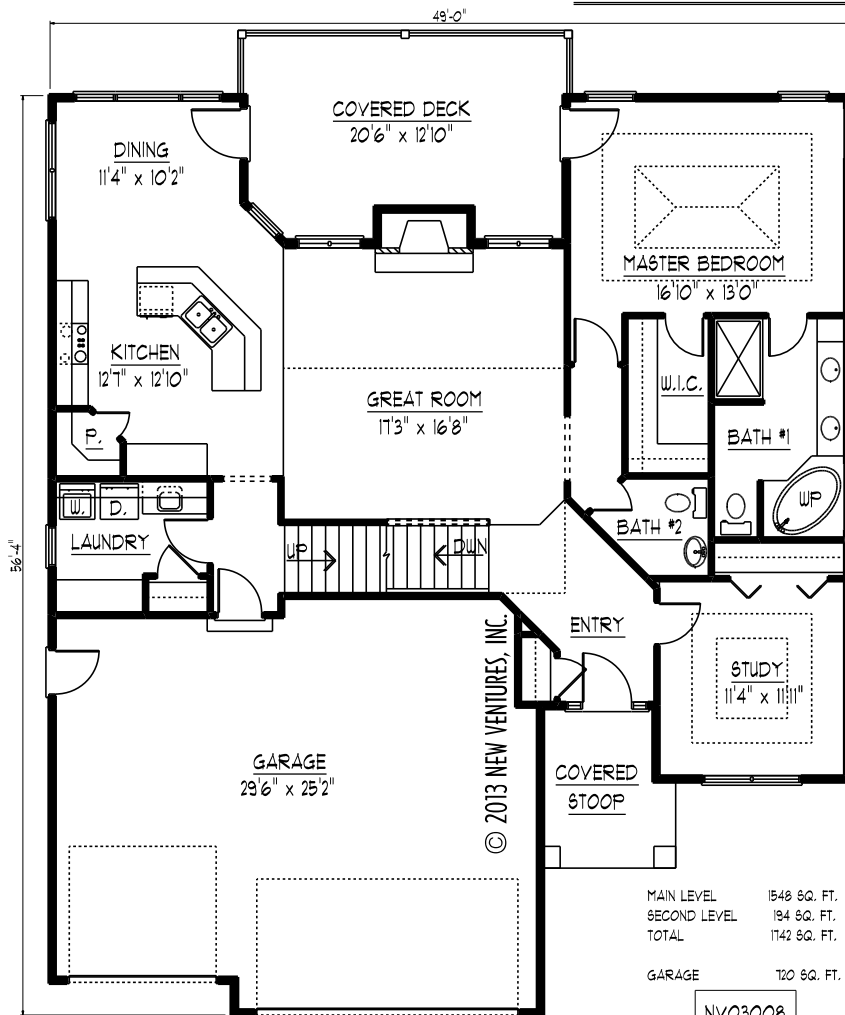 49'-0"
COVERED DECK
20'6" x 12'10"
DINING
11'4" x 10'2"
MASTER BEDROOM
16'10" x 13'0"
KITCHEN
12'7" x 12'10"
GREAT ROOM
17'3" x 16'8"
W.I.C.
P.
BATH #1
W.
D.
WP
LAUNDRY
UP
DWN
BATH #2
56'-4"
ENTRY
STUDY
11'4" x 11'11"
GARAGE
29'6" x 25'2"
© 2013 NEW VENTURES, INC.
COVERED
STOOP
MAIN LEVEL 1548 SQ. FT.
SECOND LEVEL 194 SQ. FT.
TOTAL 1742 SQ. FT.
GARAGE 720 SQ. FT.
NV03008